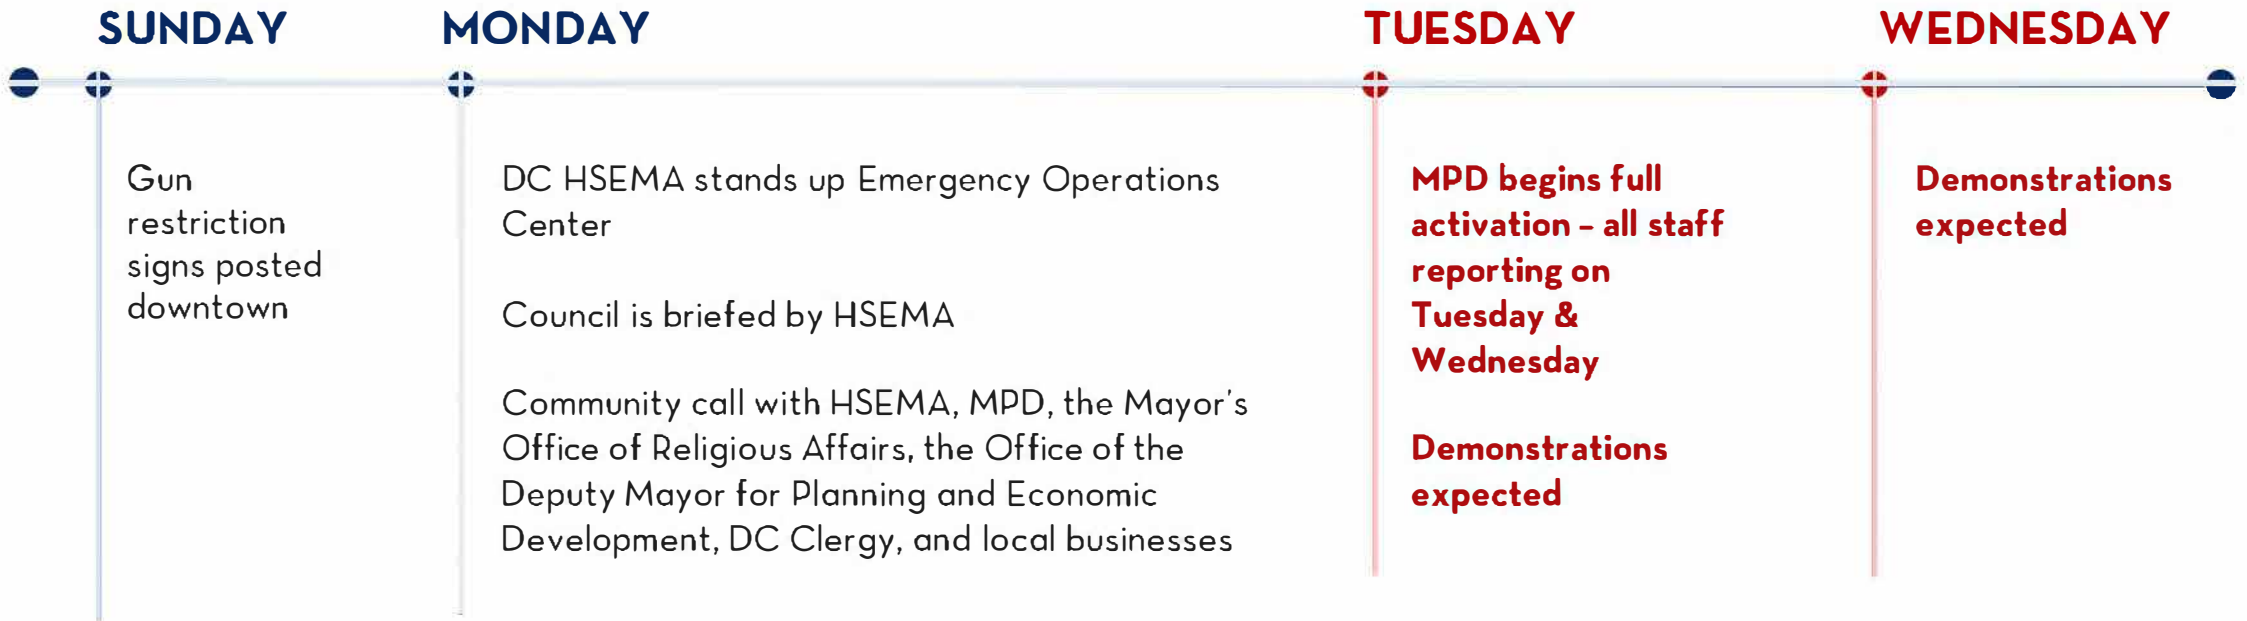 SUNDAY
MONDAY
TUESDAY
WEDNESDAY
Gun
restriction
signs posted
downtown
DC HSEMA stands up Emergency Operations
Center
Council is briefed by HSEMA
Community call with HSEMA, MPD, the Mayor's
Office of Religious Affairs, the Office of the
Deputy Mayor for Planning and Economic
Development, DC Clergy, and local businesses
MPD begins full
activation – all staff
reporting on
Tuesday &
Wednesday
Demonstrations
expected
Demonstrations
expected